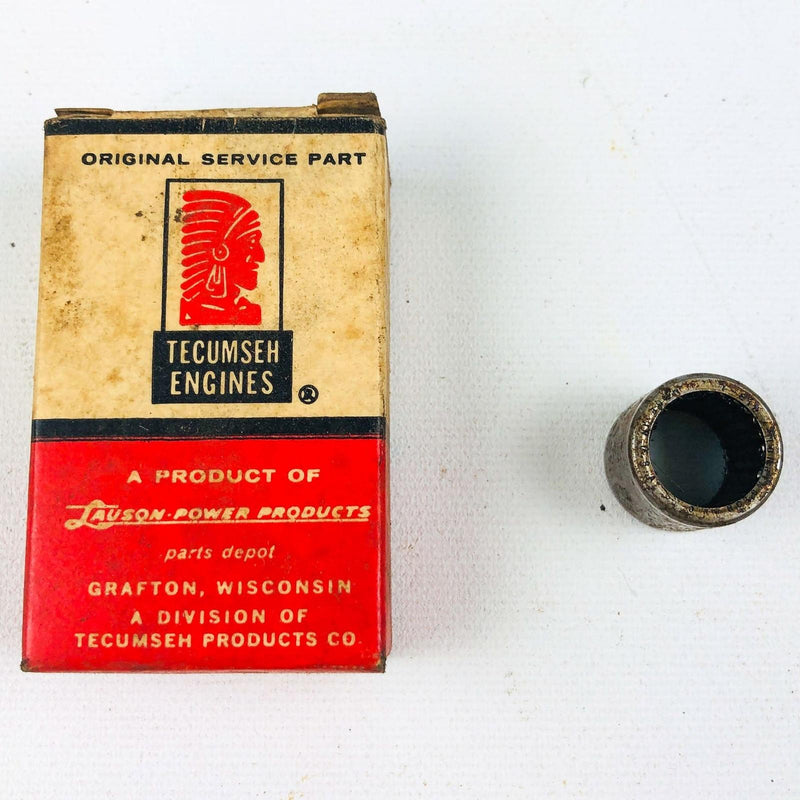 ORIGINAL SERVICE PART
TECUMSEH
ENGINES ®
A PRODUCT OF
LAUSON-POWER PRODUCTS
parts depot
GRAFTON, WISCONSIN
A DIVISION OF
TECUMSEH PRODUCTS CO.